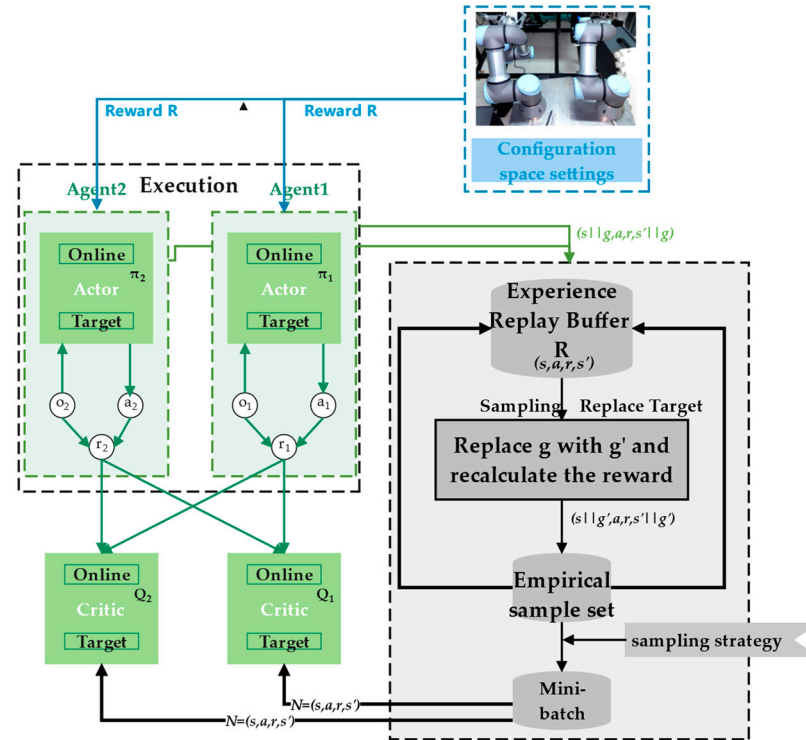 Reward R
Reward R
Configuration
space settings
Agent2
Execution
Agent1
Online
π2
Actor
Target
o2
a2
r2
Online
π1
Actor
Target
o1
a1
r1
(s||g,a,r,s'||g)
Experience
Replay Buffer
R
(s,a,r,s')
Sampling
Replace Target
Replace g with g' and
recalculate the reward
(s||g',a,r,s'||g')
Empirical
sample set
sampling strategy
Mini-
batch
Online
Q2
Critic
Target
Online
Q1
Critic
Target
N=(s,a,r,s')
N=(s,a,r,s')